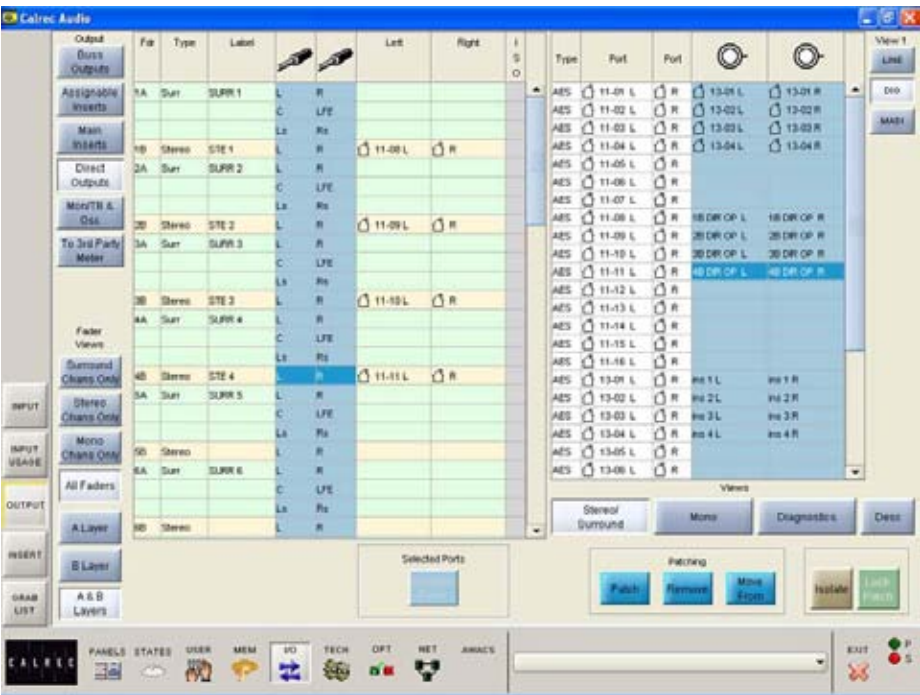 Calrec Audio
Output
Buss Outputs
Assignable Inserts
Main Inserts
Direct Outputs
Mon/TB & Osc
To 3rd Party Meter
Fader Views
Surround Chans Only
Stereo Chans Only
Mono Chans Only
All Faders
A Layer
B Layer
A & B Layers
INPUT
INPUT USAGE
OUTPUT
INSERT
GRAB LIST
Fdr Type Label Left Right ISO
1A Surr SURR 1 L R
C LFE
Ls Rs
1B Stereo STE 1 L R 11-08 L R
2A Surr SURR 2 L R
C LFE
Ls Rs
2B Stereo STE 2 L R 11-09 L R
3A Surr SURR 3 L R
C LFE
Ls Rs
3B Stereo STE 3 L R 11-10 L R
4A Surr SURR 4 L R
C LFE
Ls Rs
4B Stereo STE 4 L R 11-11 L R
5A Surr SURR 5 L R
C LFE
Ls Rs
5B Stereo L R
6A Surr SURR 6 L R
C LFE
Ls Rs
6B Stereo L R
Type Port Port
AES 11-01 L R 13-01 L 13-01 R
AES 11-02 L R 13-02 L 13-02 R
AES 11-03 L R 13-03 L 13-03 R
AES 11-04 L R 13-04 L 13-04 R
AES 11-05 L R
AES 11-06 L R
AES 11-07 L R
AES 11-08 L R 1B DIR OP L 1B DIR OP R
AES 11-09 L R 2B DIR OP L 2B DIR OP R
AES 11-10 L R 3B DIR OP L 3B DIR OP R
AES 11-11 L R 4B DIR OP L 4B DIR OP R
AES 11-12 L R
AES 11-13 L R
AES 11-14 L R
AES 11-15 L R
AES 11-16 L R
AES 13-01 L R ins 1 L ins 1 R
AES 13-02 L R ins 2 L ins 2 R
AES 13-03 L R ins 3 L ins 3 R
AES 13-04 L R ins 4 L ins 4 R
AES 13-05 L R
AES 13-06 L R
View 1
DIO
MADI
Views
Stereo/ Surround
Mono
Diagnostics
Desc
Selected Ports
Patching
Patch
Remove
Move From
Isolate
Lock Patch
CALREC
PANELS STATES USER MEM I/O TECH OPT NET AWACS
EXIT
P
S